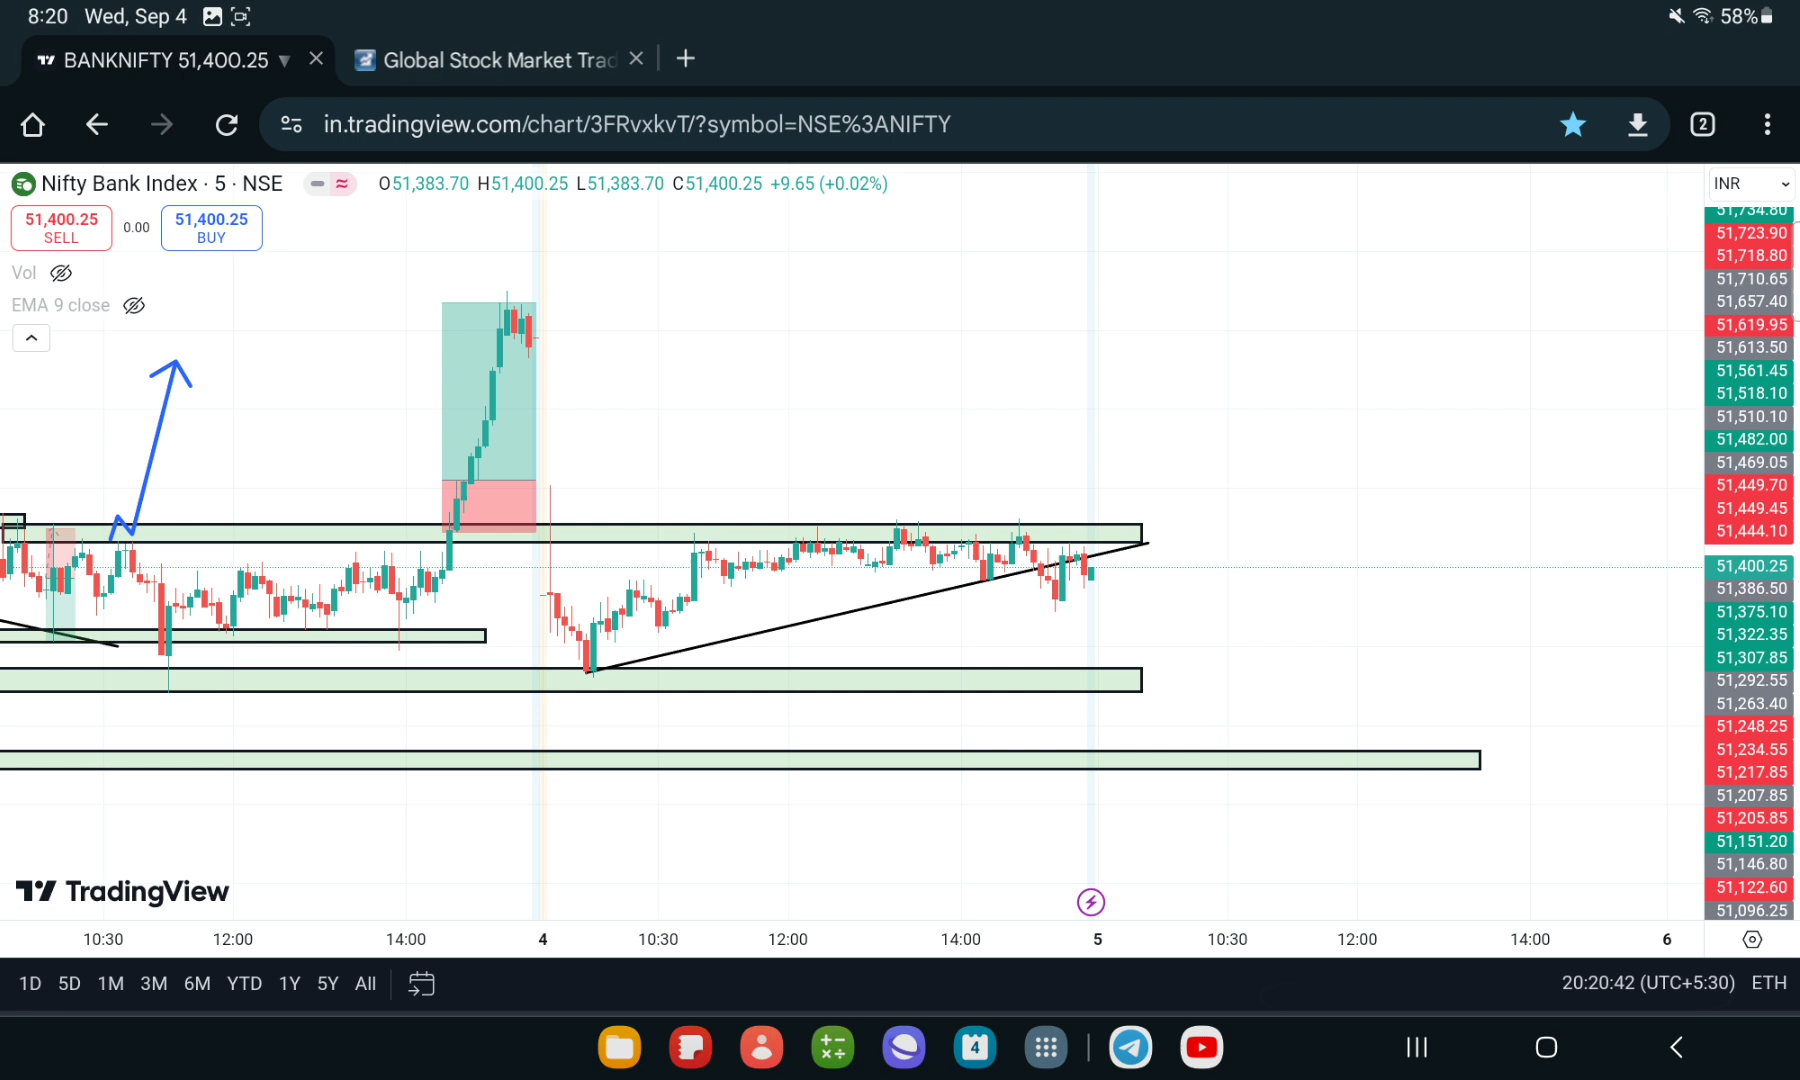 8:20 Wed, Sep 4
58%
BANKNIFTY 51,400.25
Global Stock Market Trad
in.tradingview.com/chart/3FRvxkvT/?symbol=NSE%3ANIFTY
2
Nifty Bank Index · 5 · NSE
O51,383.70 H51,400.25 L51,383.70 C51,400.25 +9.65 (+0.02%)
INR
51,400.25
SELL
0.00
51,400.25
BUY
Vol
EMA 9 close
51,734.80
51,723.90
51,718.80
51,710.65
51,657.40
51,619.95
51,613.50
51,561.45
51,518.10
51,510.10
51,482.00
51,469.05
51,449.70
51,449.45
51,444.10
51,400.25
51,386.50
51,375.10
51,322.35
51,307.85
51,292.55
51,263.40
51,248.25
51,234.55
51,217.85
51,207.85
51,205.85
51,151.20
51,146.80
51,122.60
51,096.25
TradingView
10:30 12:00 14:00 4 10:30 12:00 14:00 5 10:30 12:00 14:00 6
1D 5D 1M 3M 6M YTD 1Y 5Y All
20:20:42 (UTC+5:30) ETH
4